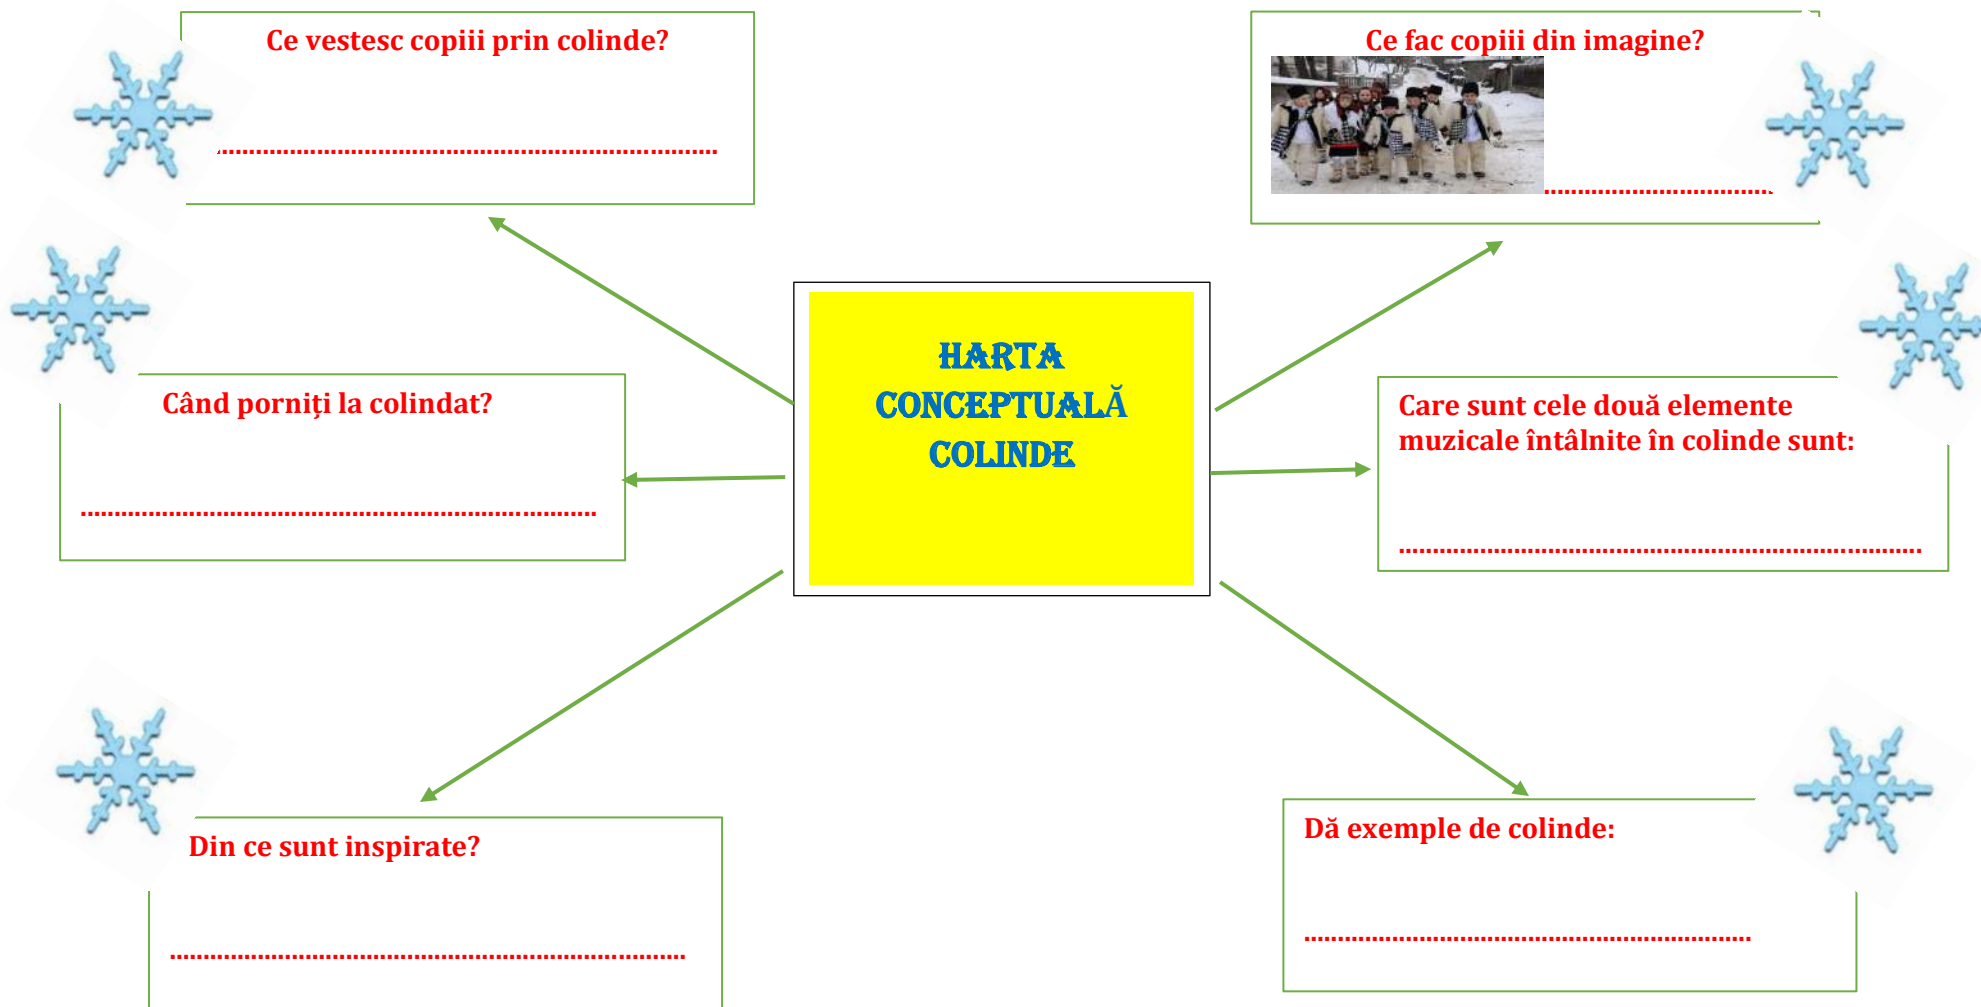 Ce vestesc copiii prin colinde?
...........................................................................
Ce fac copiii din imagine?
..................................
HARTA
CONCEPTUALĂ
COLINDE
Când porniți la colindat?
.............................................................................
Care sunt cele două elemente
muzicale întâlnite în colinde sunt:
..............................................................................
Din ce sunt inspirate?
.............................................................................
Dă exemple de colinde:
...................................................................